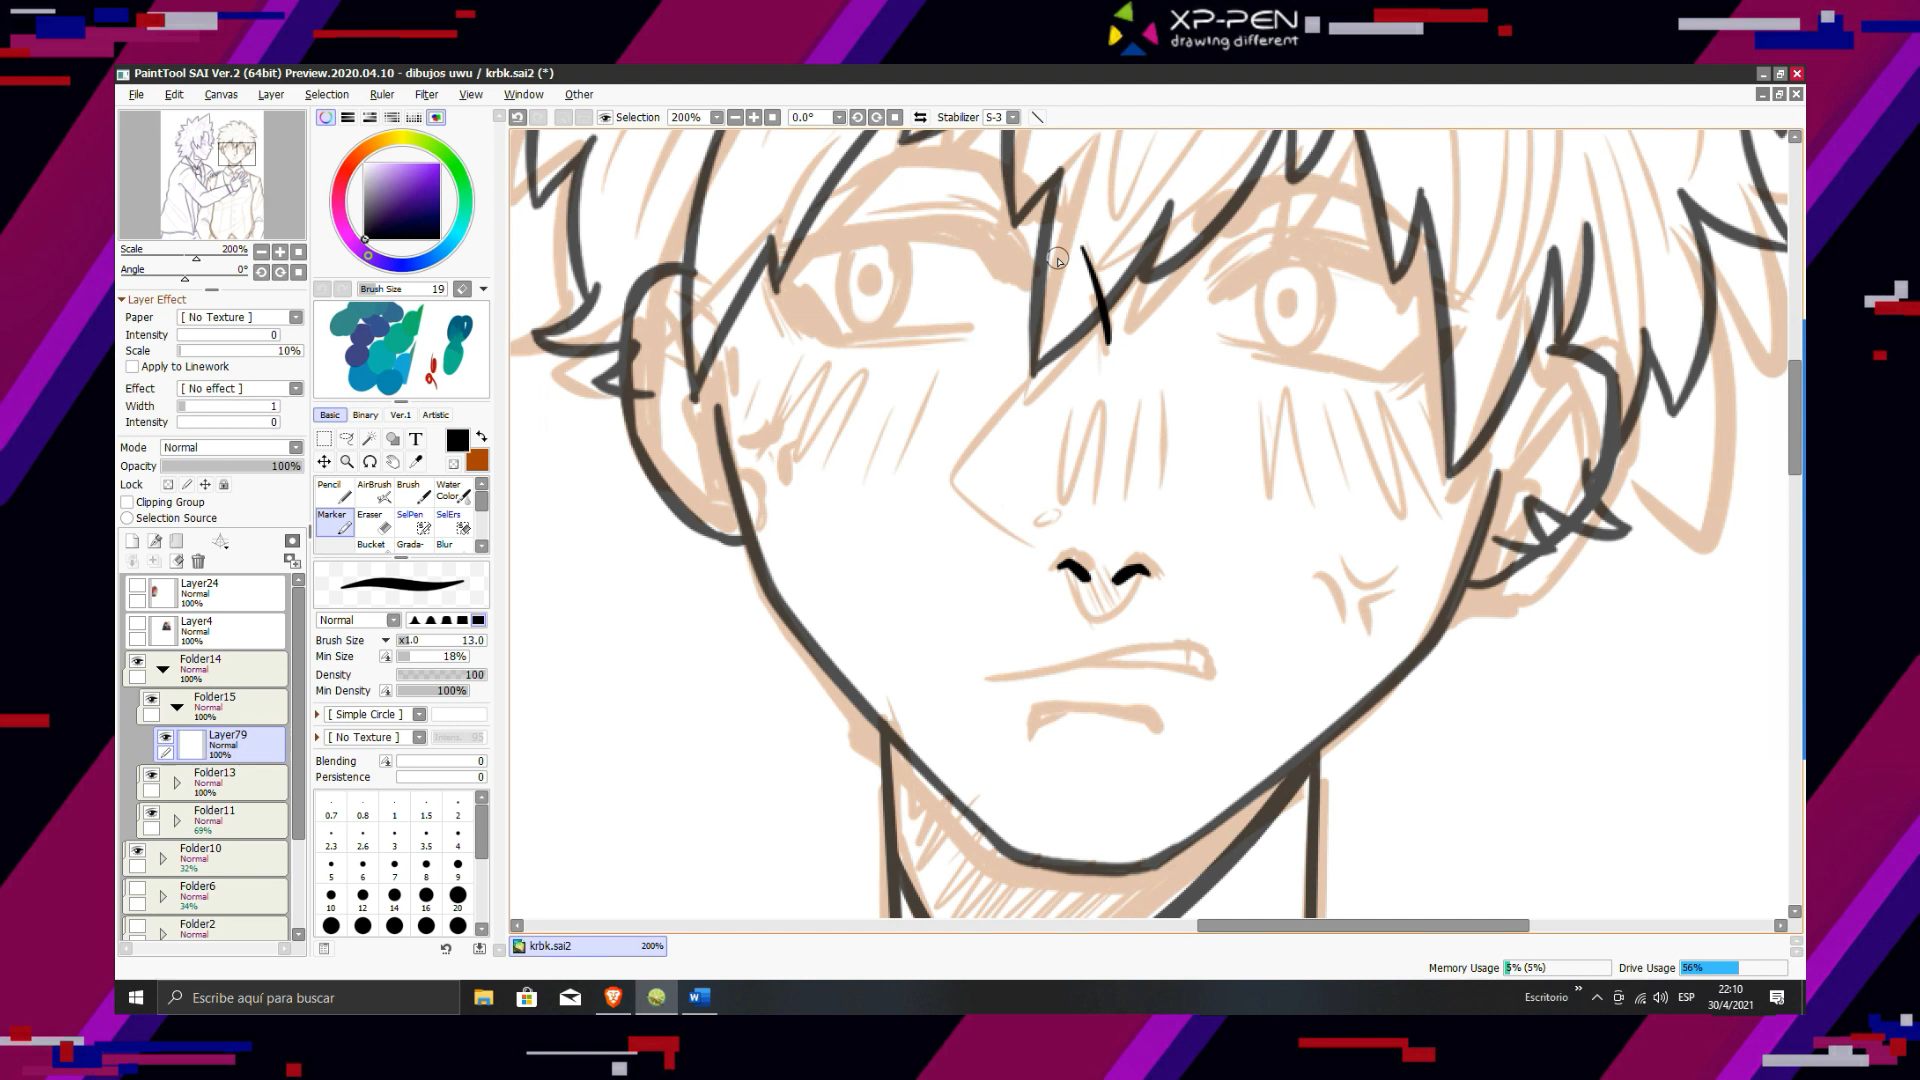 XP-PEN
drawing different
PaintTool SAI Ver.2 (64bit) Preview.2020.04.10 - dibujos uwu / krbk.sai2 (*)
File Edit Canvas Layer Selection Ruler Filter View Window Other
Selection 200% 0.0° Stabilizer S-3
Scale 200%
Angle 0°
Layer Effect
Paper [ No Texture ]
Intensity 0
Scale 10%
Apply to Linework
Effect [ No effect ]
Width 1
Intensity 0
Mode Normal
Opacity 100%
Lock
Clipping Group
Selection Source
Layer24
Normal
100%
Layer4
Normal
100%
Folder14
Normal
100%
Folder15
Normal
100%
Layer79
Normal
100%
Folder13
Normal
100%
Folder11
Normal
69%
Folder10
Normal
32%
Folder6
Normal
34%
Folder2
Normal
Brush Size 19
Basic Binary Ver.1 Artistic
T
Pencil AirBrush Brush Water Color
Marker Eraser SelPen SelErs
Bucket Grada- Blur
Normal
Brush Size x1.0 13.0
Min Size 18%
Density 100
Min Density 100%
[ Simple Circle ]
[ No Texture ] Intens. 95
Blending 0
Persistence 0
0.7 0.8 1 1.5 2
2.3 2.6 3 3.5 4
5 6 7 8 9
10 12 14 16 20
krbk.sai2 200%
Memory Usage 5% (5%) Drive Usage 56%
Escribe aquí para buscar
Escritorio » ESP
22:10
30/4/2021